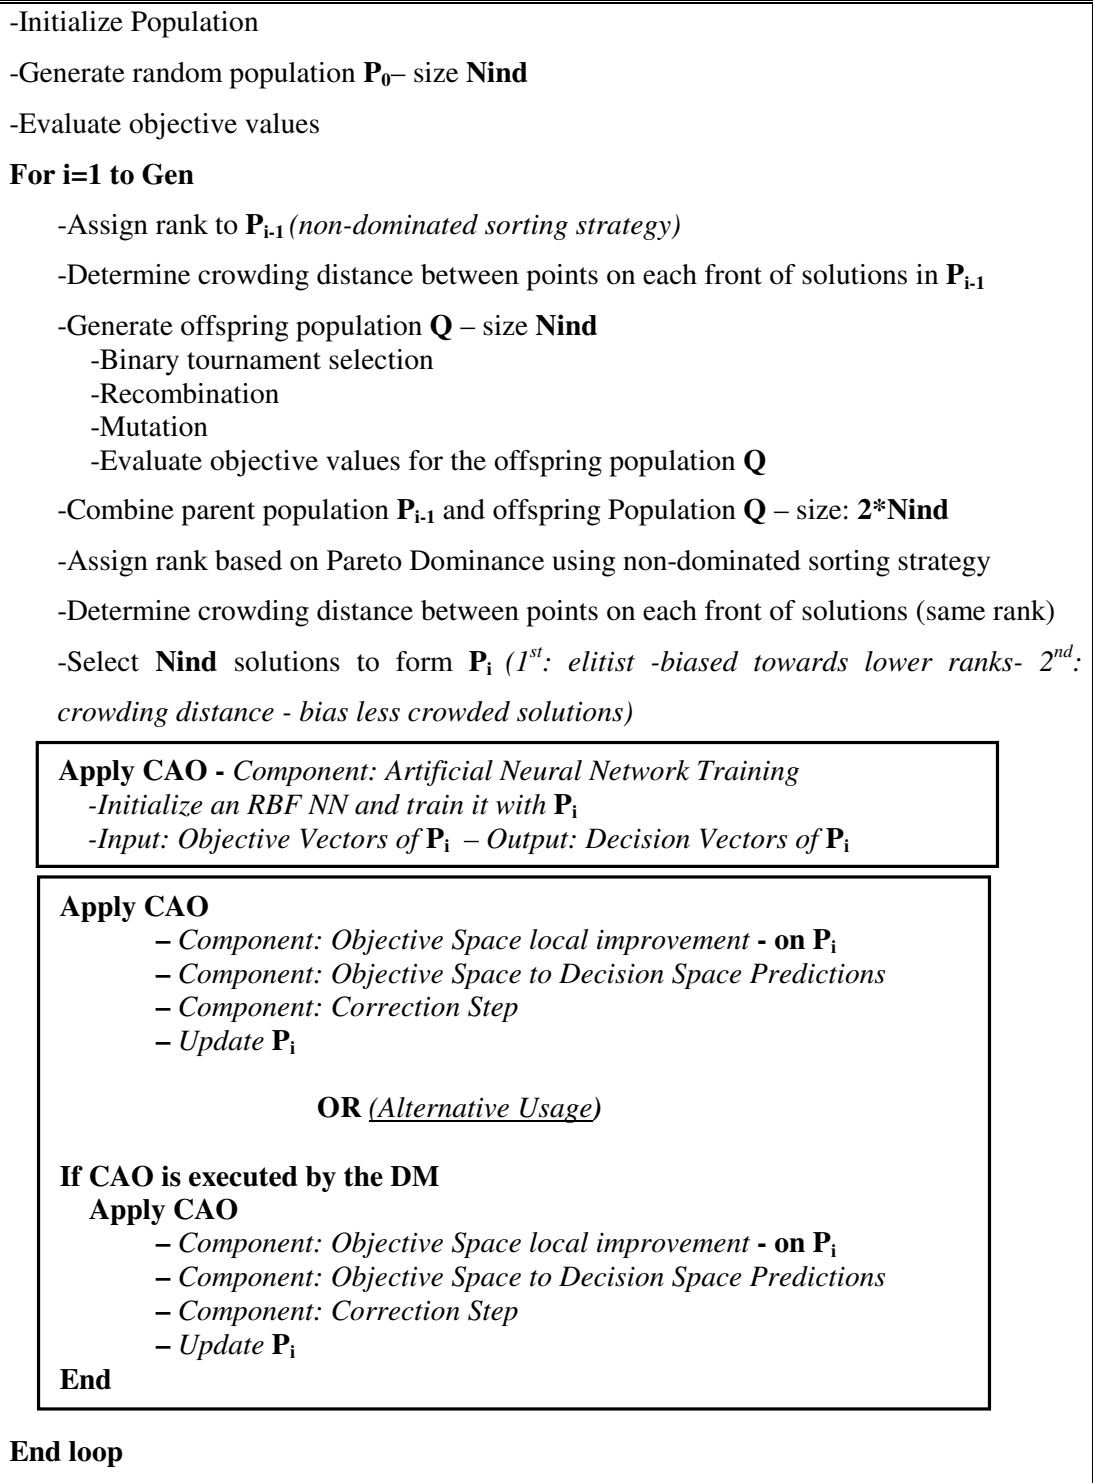 -Initialize Population
-Generate random population P0– size Nind
-Evaluate objective values
For i=1 to Gen
-Assign rank to Pi-1 (non-dominated sorting strategy)
-Determine crowding distance between points on each front of solutions in Pi-1
-Generate offspring population Q – size Nind
-Binary tournament selection
-Recombination
-Mutation
-Evaluate objective values for the offspring population Q
-Combine parent population Pi-1 and offspring Population Q – size: 2*Nind
-Assign rank based on Pareto Dominance using non-dominated sorting strategy
-Determine crowding distance between points on each front of solutions (same rank)
-Select Nind solutions to form Pi (1st: elitist -biased towards lower ranks- 2nd:
crowding distance - bias less crowded solutions)
Apply CAO - Component: Artificial Neural Network Training
-Initialize an RBF NN and train it with Pi
-Input: Objective Vectors of Pi – Output: Decision Vectors of Pi
Apply CAO
– Component: Objective Space local improvement - on Pi
– Component: Objective Space to Decision Space Predictions
– Component: Correction Step
– Update Pi
OR (Alternative Usage)
If CAO is executed by the DM
Apply CAO
– Component: Objective Space local improvement - on Pi
– Component: Objective Space to Decision Space Predictions
– Component: Correction Step
– Update Pi
End
End loop